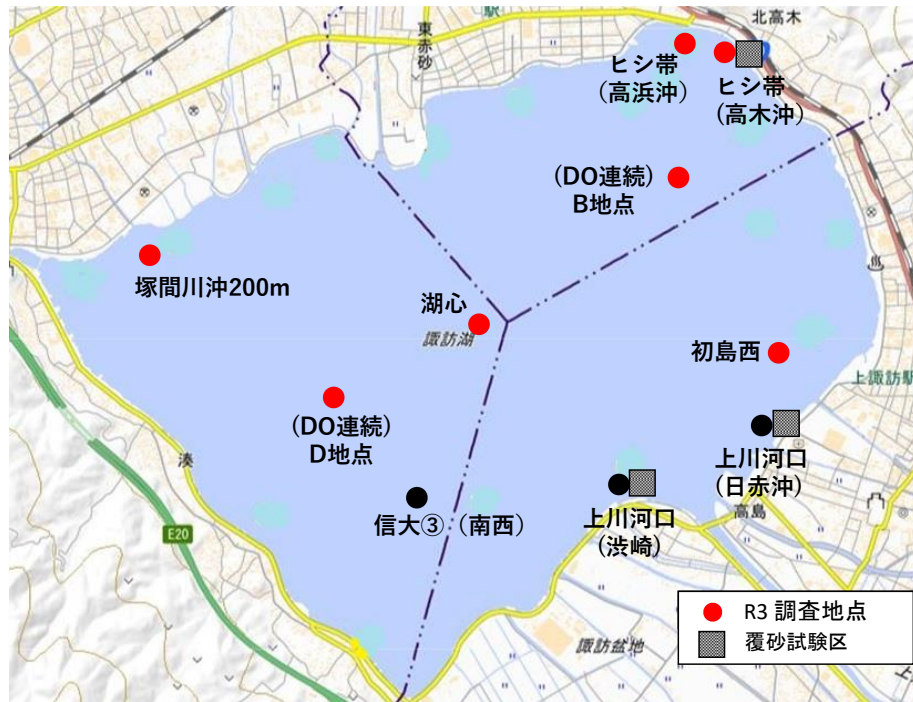 駅
東赤砂
北高木
ヒシ帯
(高浜沖)
ヒシ帯
(高木沖)
(DO連続)
B地点
塚間川沖200m
湖心
諏訪湖
初島西
上諏訪駅
(DO連続)
D地点
湊
上川河口
(日赤沖)
高島
信大③（南西）
上川河口
(渋崎)
E20
諏訪盆地
R3 調査地点
覆砂試験区